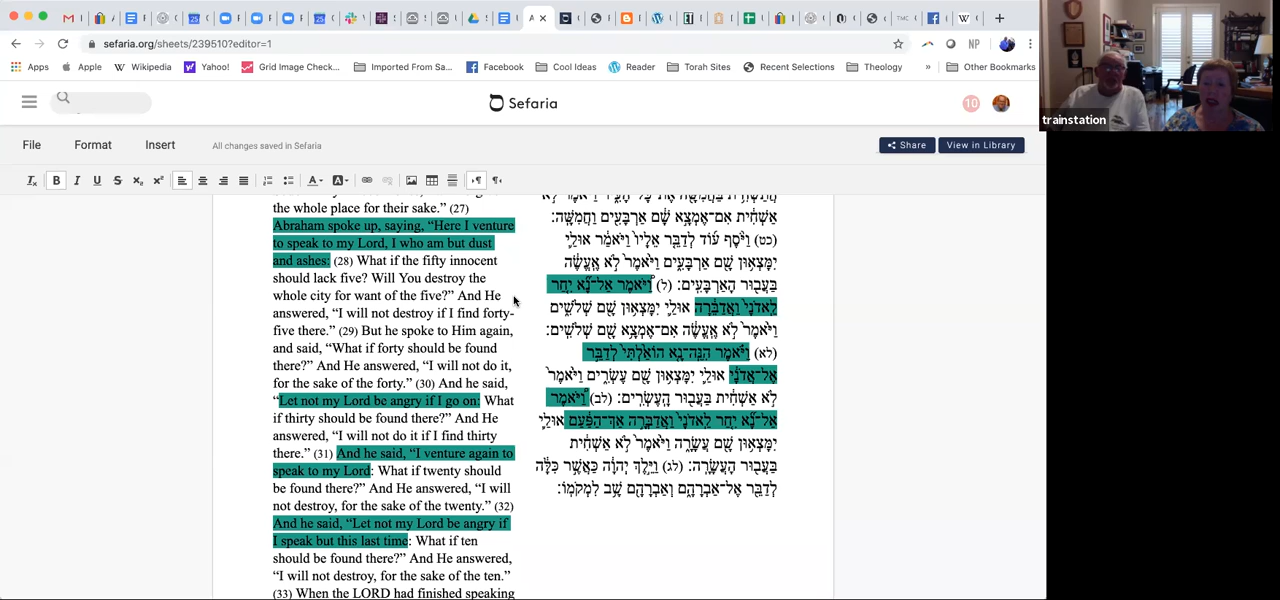 sefaria.org/sheets/239510?editor=1
NP
Apps Apple Wikipedia Yahoo! Grid Image Check... Imported From Sa... Facebook Cool Ideas Reader Torah Sites Recent Selections Theology » Other Bookmarks
Sefaria
10
trainstation
File Format Insert All changes saved in Sefaria Share View in Library
the whole place for their sake.” (27)
Abraham spoke up, saying, “Here I venture
to speak to my Lord, I who am but dust
and ashes: (28) What if the fifty innocent
should lack five? Will You destroy the
whole city for want of the five?” And He
answered, “I will not destroy if I find forty-
five there.” (29) But he spoke to Him again,
and said, “What if forty should be found
there?” And He answered, “I will not do it,
for the sake of the forty.” (30) And he said,
“Let not my Lord be angry if I go on: What
if thirty should be found there?” And He
answered, “I will not do it if I find thirty
there.” (31) And he said, “I venture again to
speak to my Lord: What if twenty should
be found there?” And He answered, “I will
not destroy, for the sake of the twenty.” (32)
And he said, “Let not my Lord be angry if
I speak but this last time: What if ten
should be found there?” And He answered,
“I will not destroy, for the sake of the ten.”
(33) When the LORD had finished speaking
אַשְׁחִ֔ית אִם־אֶמְצָ֣א שָׁ֔ם אַרְבָּעִ֖ים וַחֲמִשָּֽׁה׃
(כט) וַיֹּ֨סֶף ע֜וֹד לְדַבֵּ֤ר אֵלָיו֙ וַיֹּאמַ֔ר אוּלַ֛י
יִמָּצְא֥וּן שָׁ֖ם אַרְבָּעִ֑ים וַיֹּ֙אמֶר֙ לֹ֣א אֶֽעֱשֶׂ֔ה
בַּעֲב֖וּר הָאַרְבָּעִֽים׃ (ל) וַ֠יֹּאמֶר אַל־נָ֞א יִ֤חַר
לַֽאדֹנָי֙ וַאֲדַבֵּ֔רָה אוּלַ֛י יִמָּצְא֥וּן שָׁ֖ם שְׁלֹשִׁ֑ים
וַיֹּ֙אמֶר֙ לֹ֣א אֶֽעֱשֶׂ֔ה אִם־אֶמְצָ֥א שָׁ֖ם שְׁלֹשִֽׁים׃
(לא) וַיֹּ֗אמֶר הִנֵּֽה־נָ֤א הוֹאַ֙לְתִּי֙ לְדַבֵּ֣ר
אֶל־אֲדֹנָ֔י אוּלַ֛י יִמָּצְא֥וּן שָׁ֖ם עֶשְׂרִ֑ים וַיֹּ֙אמֶר֙
לֹ֣א אַשְׁחִ֔ית בַּעֲב֖וּר הָֽעֶשְׂרִֽים׃ (לב) וַ֠יֹּאמֶר
אַל־נָ֞א יִ֤חַר לַֽאדֹנָי֙ וַאֲדַבְּרָ֣ה אַךְ־הַפַּ֔עַם אוּלַ֛י
יִמָּצְא֥וּן שָׁ֖ם עֲשָׂרָ֑ה וַיֹּ֙אמֶר֙ לֹ֣א אַשְׁחִ֔ית
בַּעֲב֖וּר הָעֲשָׂרָֽה׃ (לג) וַיֵּ֣לֶךְ יְהוָ֔ה כַּאֲשֶׁ֣ר כִּלָּ֔ה
לְדַבֵּ֖ר אֶל־אַבְרָהָ֑ם וְאַבְרָהָ֖ם שָׁ֥ב לִמְקֹמֽוֹ׃